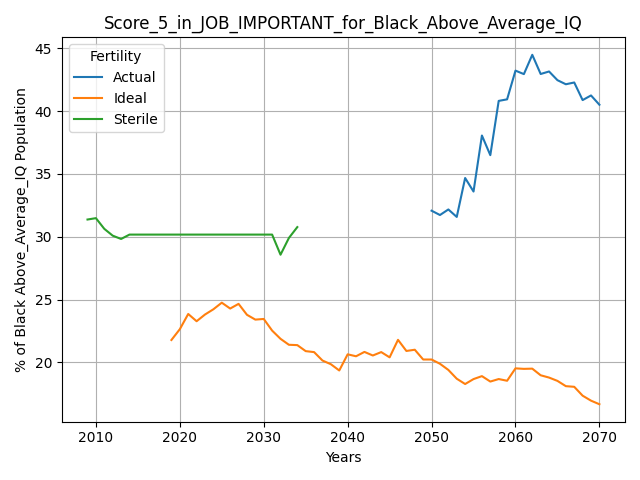 Score_5_in_JOB_IMPORTANT_for_Black_Above_Average_IQ
Fertility
Actual
Ideal
Sterile
% of Black Above_Average_IQ Population
45
40
35
30
25
20
2010
2020
2030
2040
2050
2060
2070
Years